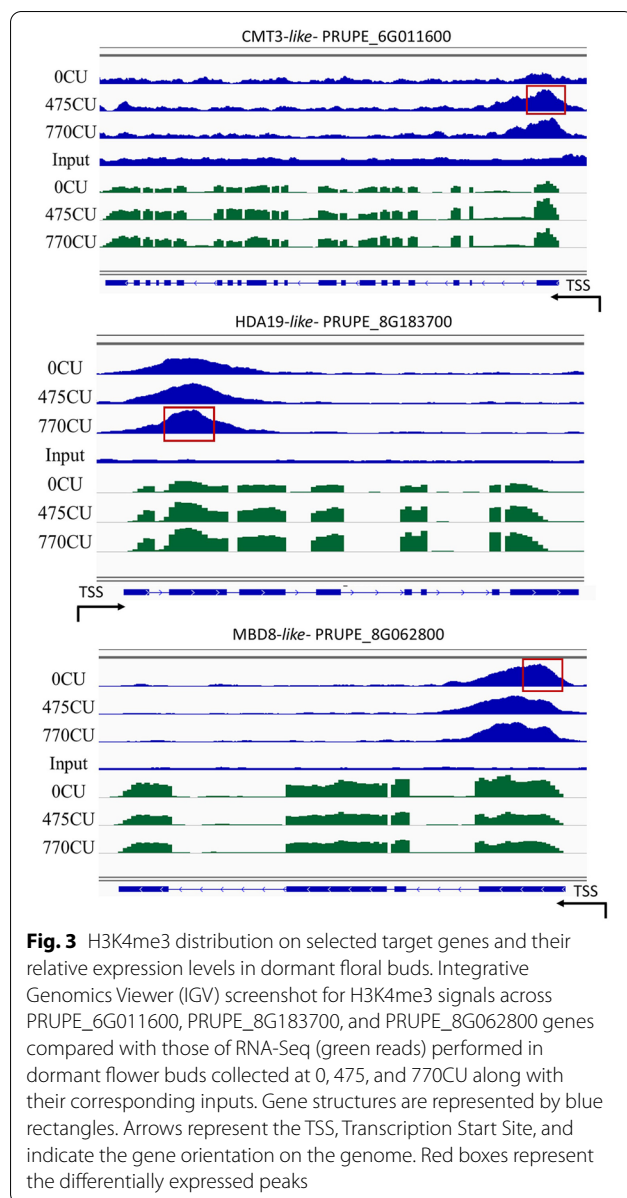 CMT3-like- PRUPE_6G011600
0CU
475CU
770CU
Input
0CU
475CU
770CU
TSS
HDA19-like- PRUPE_8G183700
0CU
475CU
770CU
Input
0CU
475CU
770CU
TSS
MBD8-like- PRUPE_8G062800
0CU
475CU
770CU
Input
0CU
475CU
770CU
TSS
Fig. 3 H3K4me3 distribution on selected target genes and their
relative expression levels in dormant floral buds. Integrative
Genomics Viewer (IGV) screenshot for H3K4me3 signals across
PRUPE_6G011600, PRUPE_8G183700, and PRUPE_8G062800 genes
compared with those of RNA-Seq (green reads) performed in
dormant flower buds collected at 0, 475, and 770CU along with
their corresponding inputs. Gene structures are represented by blue
rectangles. Arrows represent the TSS, Transcription Start Site, and
indicate the gene orientation on the genome. Red boxes represent
the differentially expressed peaks